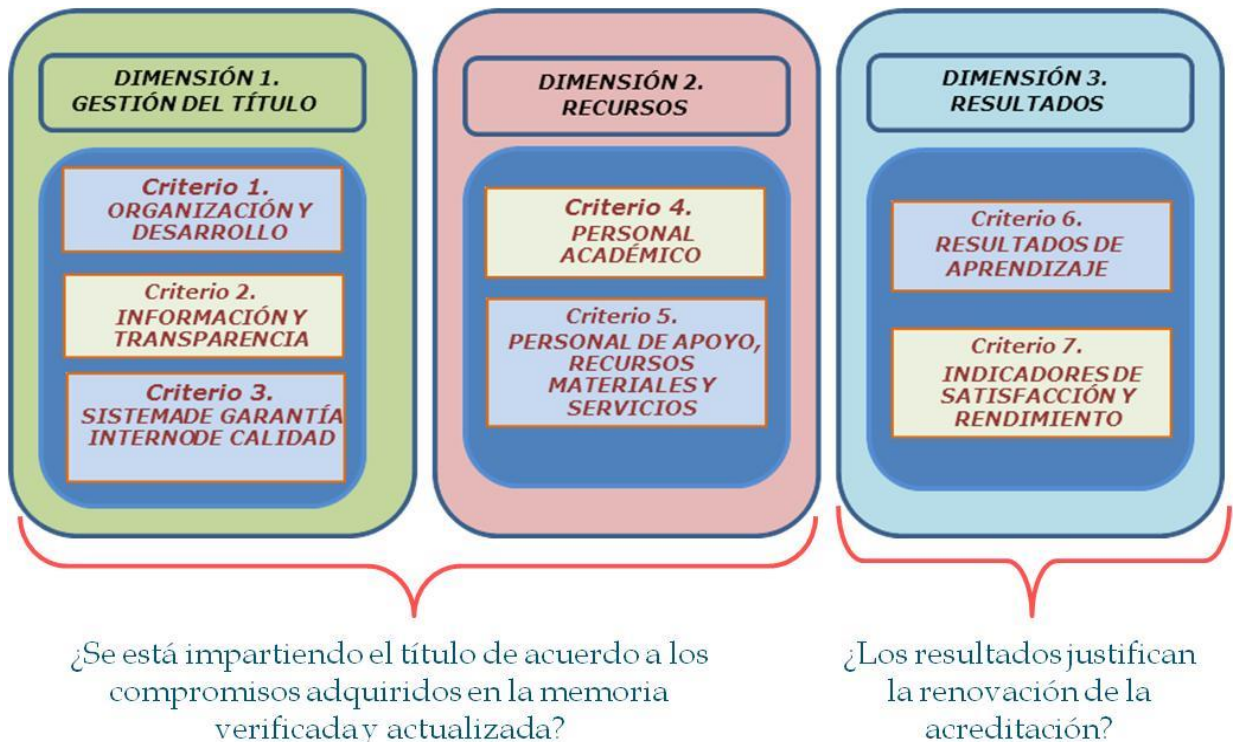 DIMENSIÓN 1.
GESTIÓN DEL TÍTULO
Criterio 1.
ORGANIZACIÓN Y
DESARROLLO
Criterio 2.
INFORMACIÓN Y
TRANSPARENCIA
Criterio 3.
SISTEMADE GARANTÍA
INTERNODE CALIDAD
DIMENSIÓN 2.
RECURSOS
Criterio 4.
PERSONAL
ACADÉMICO
Criterio 5.
PERSONAL DE APOYO,
RECURSOS
MATERIALES Y
SERVICIOS
DIMENSIÓN 3.
RESULTADOS
Criterio 6.
RESULTADOS DE
APRENDIZAJE
Criterio 7.
INDICADORES DE
SATISFACCIÓN Y
RENDIMIENTO
¿Se está impartiendo el título de acuerdo a los
compromisos adquiridos en la memoria
verificada y actualizada?
¿Los resultados justifican
la renovación de la
acreditación?